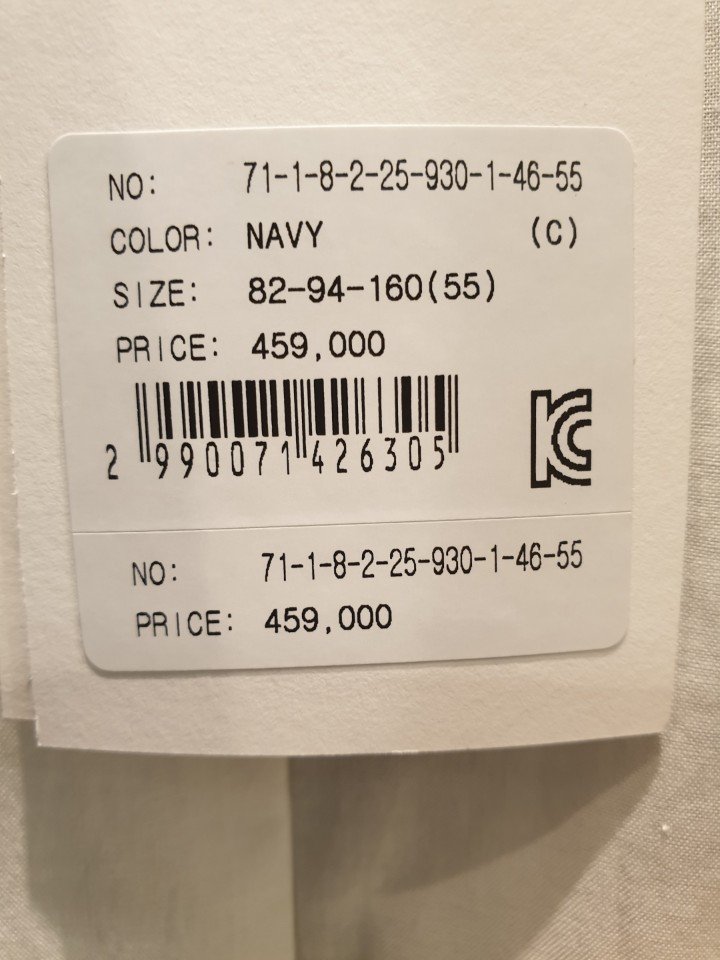 NO: 71-1-8-2-25-930-1-46-55
COLOR: NAVY (C)
SIZE: 82-94-160(55)
PRICE: 459,000
2 990071 426305
KC
NO: 71-1-8-2-25-930-1-46-55
PRICE: 459,000